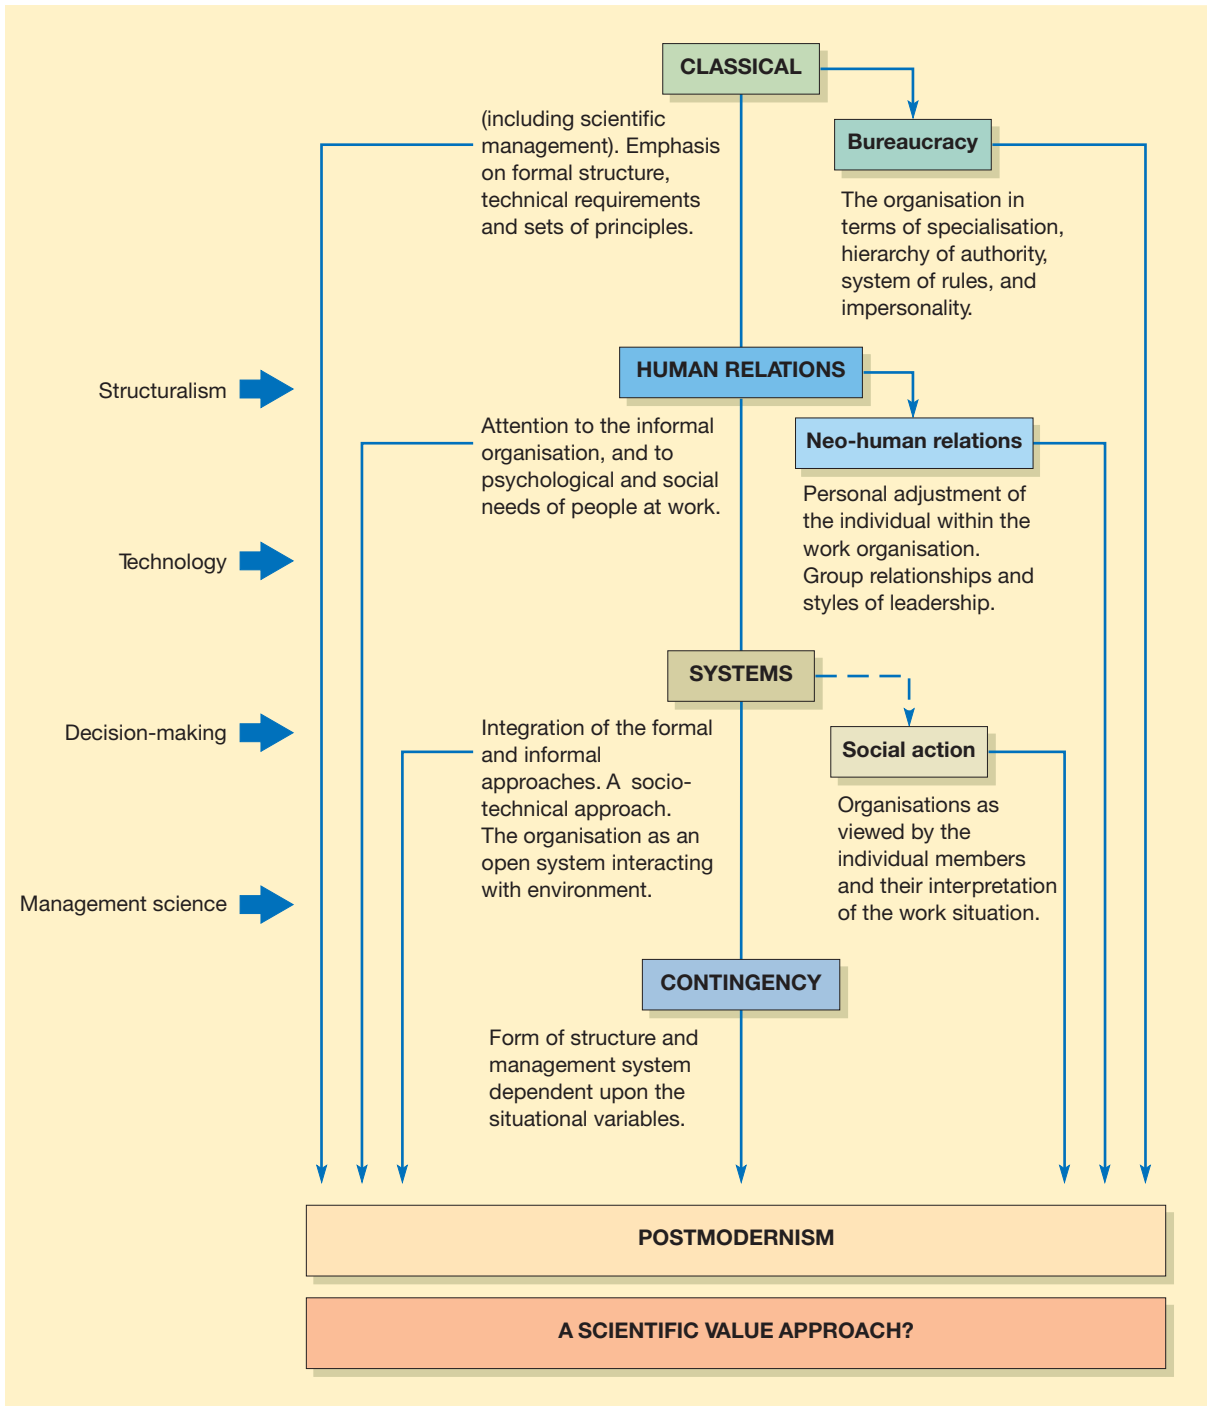 CLASSICAL
(including scientific
management). Emphasis
on formal structure,
technical requirements
and sets of principles.
Bureaucracy
The organisation in
terms of specialisation,
hierarchy of authority,
system of rules, and
impersonality.
Structuralism
HUMAN RELATIONS
Attention to the informal
organisation, and to
psychological and social
needs of people at work.
Neo-human relations
Personal adjustment of
the individual within the
work organisation.
Group relationships and
styles of leadership.
Technology
SYSTEMS
Decision-making
Integration of the formal
and informal
approaches. A socio-
technical approach.
The organisation as an
open system interacting
with environment.
Social action
Organisations as
viewed by the
individual members
and their interpretation
of the work situation.
Management science
CONTINGENCY
Form of structure and
management system
dependent upon the
situational variables.
POSTMODERNISM
A SCIENTIFIC VALUE APPROACH?